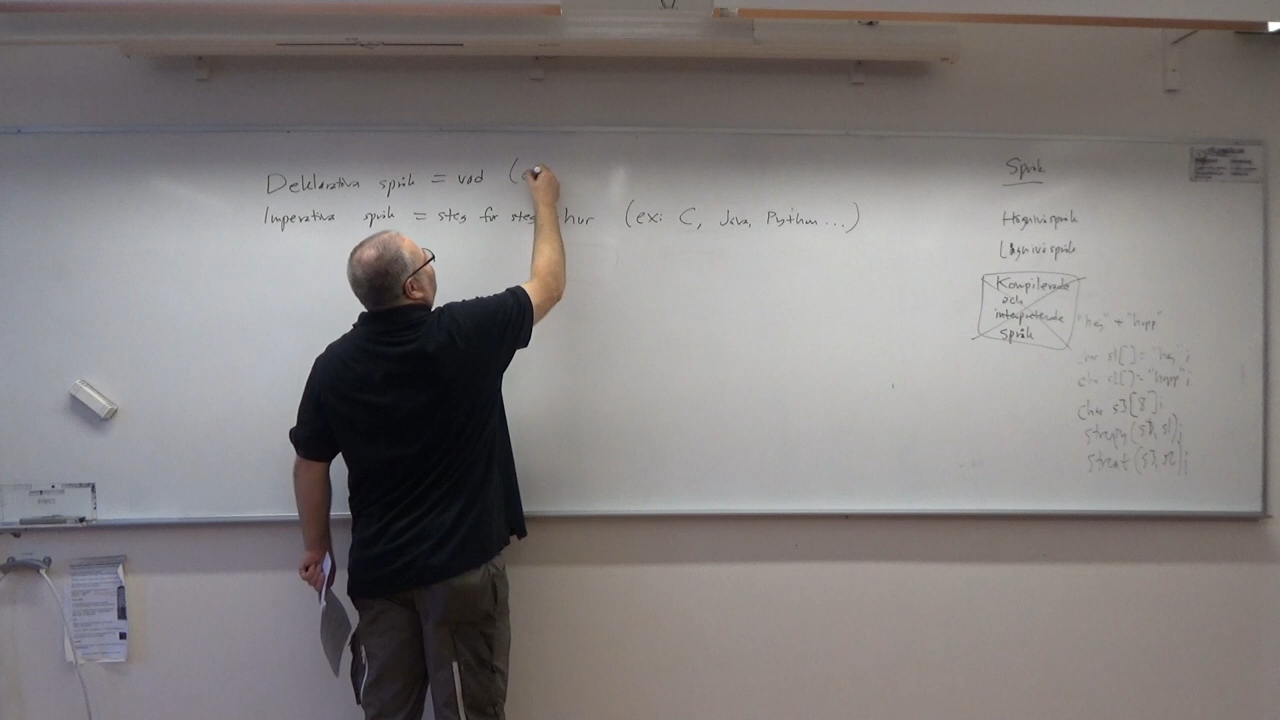 Deklarativa språk = vad (
Imperativa språk = steg för steg hur (ex: C, Java, Python...)
Språk
Högnivåspråk
Lågnivåspråk
Kompilerade
och
interpreterade
språk
"hej" + "hopp"
char s1[] = "hej";
char s2[] = "hopp";
char s3[8];
strcpy(s3, s1);
strcat(s3, s2);